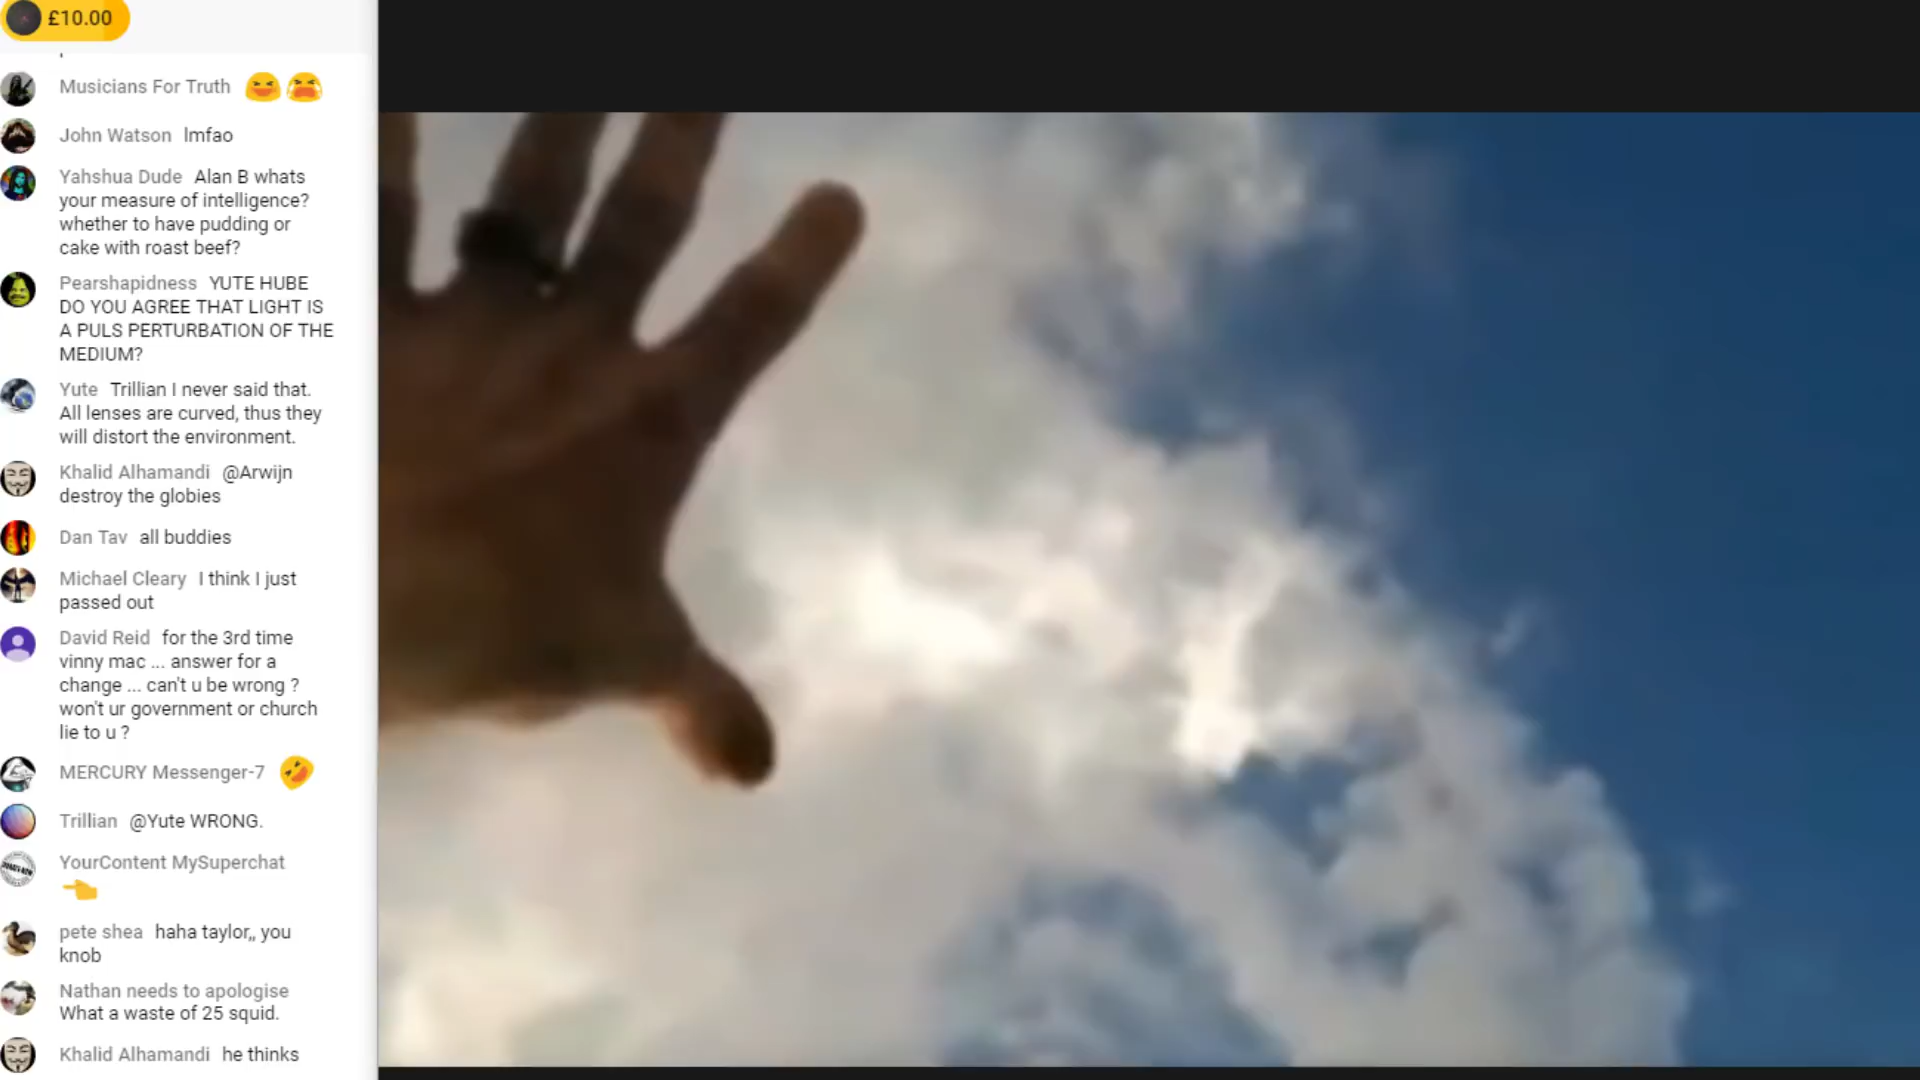 £10.00
Musicians For Truth
John Watson lmfao
Yahshua Dude Alan B whats
your measure of intelligence?
whether to have pudding or
cake with roast beef?
Pearshapidness YUTE HUBE
DO YOU AGREE THAT LIGHT IS
A PULS PERTURBATION OF THE
MEDIUM?
Yute Trillian I never said that.
All lenses are curved, thus they
will distort the environment.
Khalid Alhamandi @Arwijn
destroy the globies
Dan Tav all buddies
Michael Cleary I think I just
passed out
David Reid for the 3rd time
vinny mac ... answer for a
change ... can't u be wrong ?
won't ur government or church
lie to u ?
MERCURY Messenger-7
Trillian @Yute WRONG.
YourContent MySuperchat
pete shea haha taylor,, you
knob
Nathan needs to apologise
What a waste of 25 squid.
Khalid Alhamandi he thinks